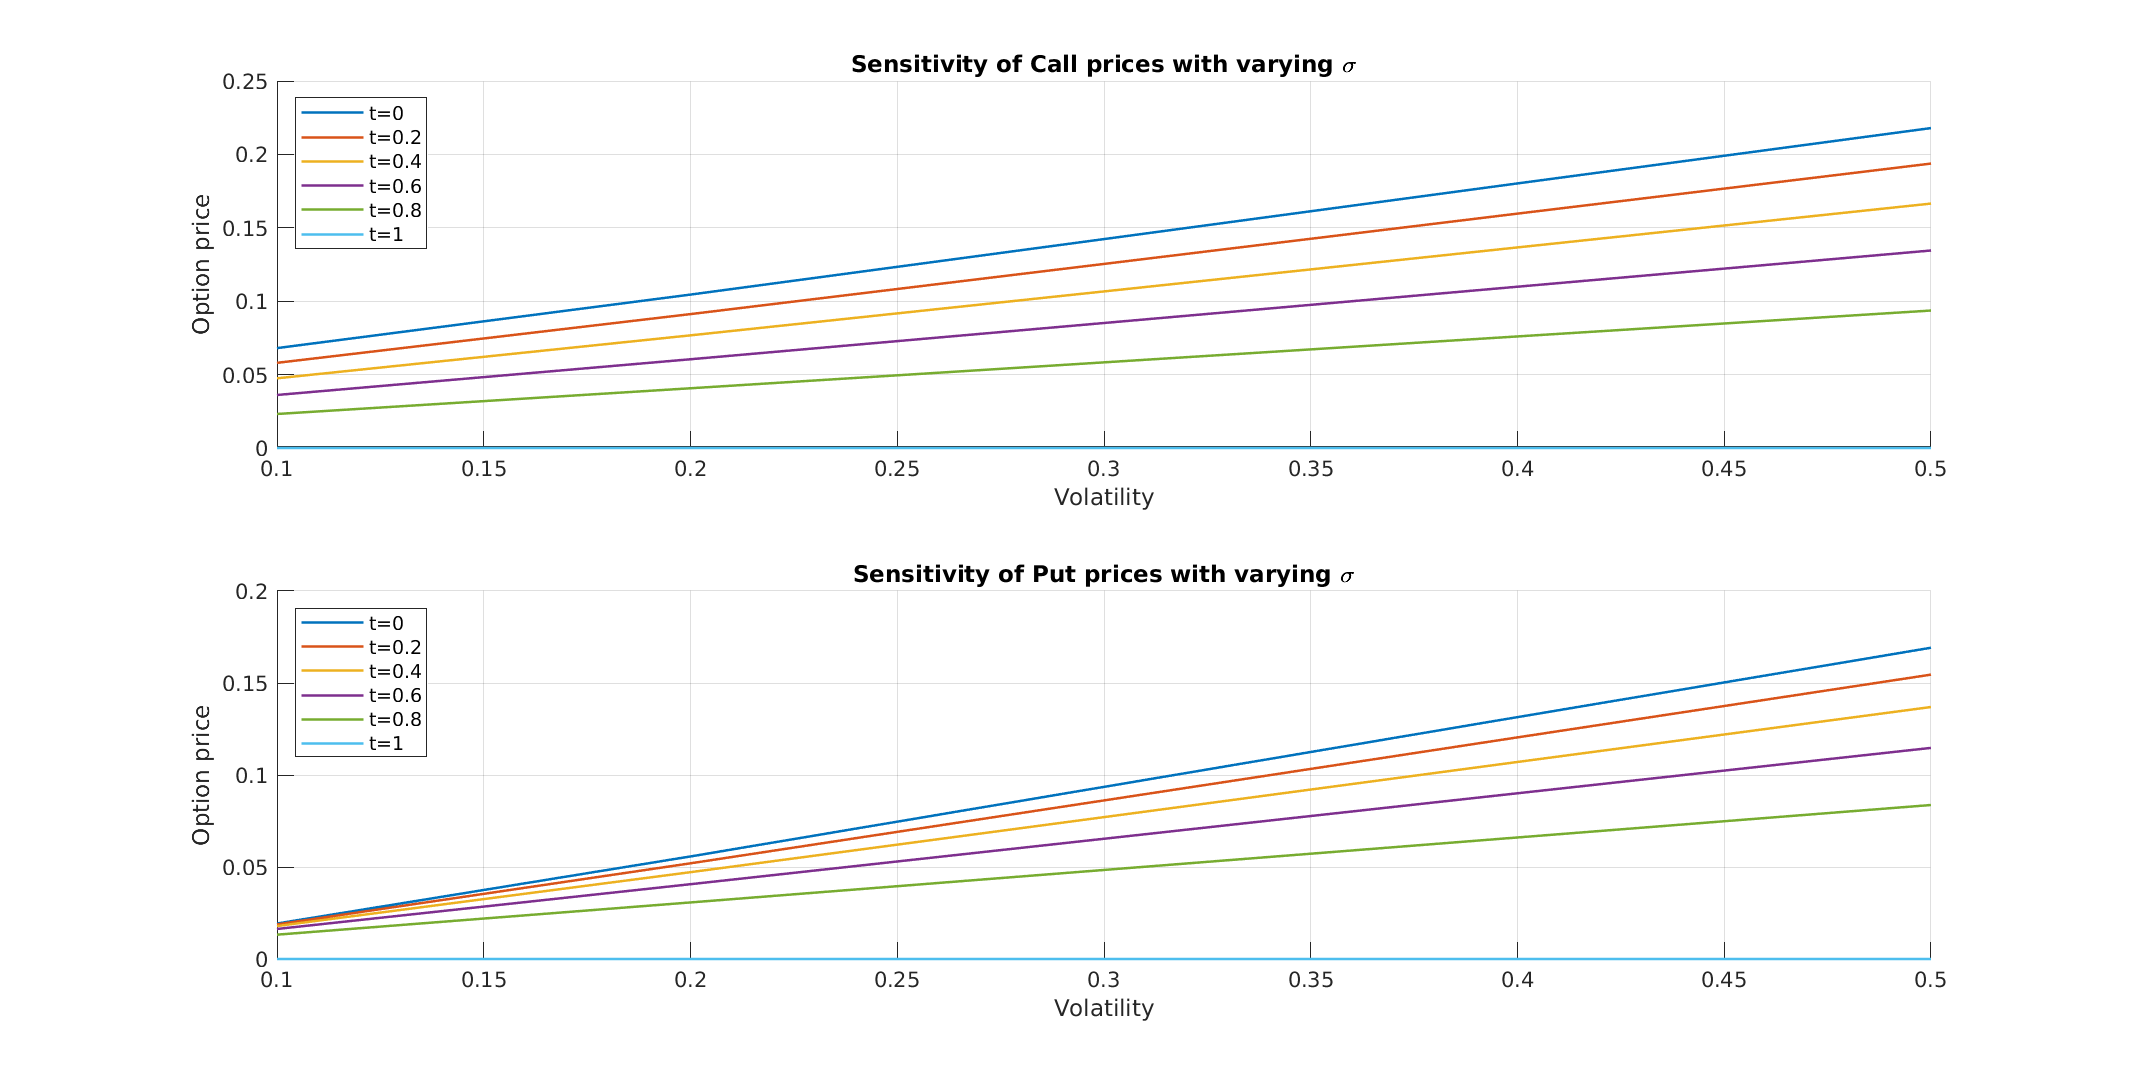 Sensitivity of Call prices with varying σ
0.25
0.2
0.15
0.1
0.05
0
Option price
t=0
t=0.2
t=0.4
t=0.6
t=0.8
t=1
0.1 0.15 0.2 0.25 0.3 0.35 0.4 0.45 0.5
Volatility
Sensitivity of Put prices with varying σ
0.2
0.15
0.1
0.05
0
Option price
t=0
t=0.2
t=0.4
t=0.6
t=0.8
t=1
0.1 0.15 0.2 0.25 0.3 0.35 0.4 0.45 0.5
Volatility